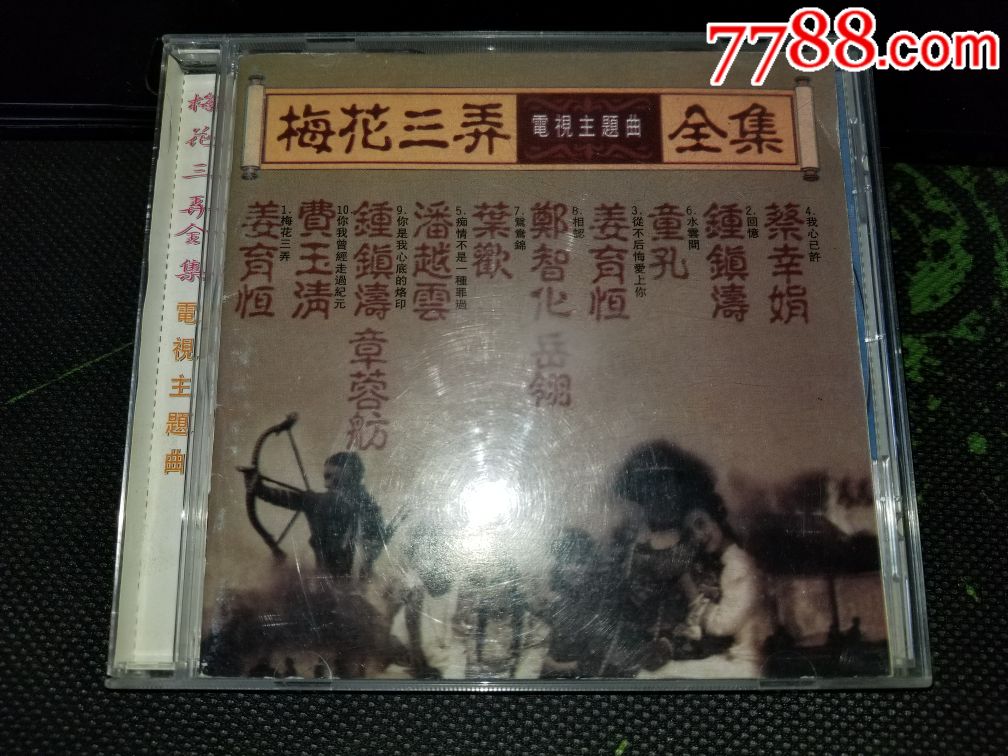 7788.com
梅花三弄
電視主題曲
全集
4.我心已許
蔡幸娟
2.回憶
鍾鎮濤
6.水雲間
童孔
3.從不后悔愛上你
姜育恒
8.相認
鄭智化 岳翎
7.鴛鴦錦
葉歡
5.痴情不是一種罪過
潘越雲
9.你是我心底的烙印
鍾鎮濤 章蓉舫
10你我曾經走過紀元
費玉清
1.梅花三弄
姜育恒
梅花三弄全集
電視主題曲